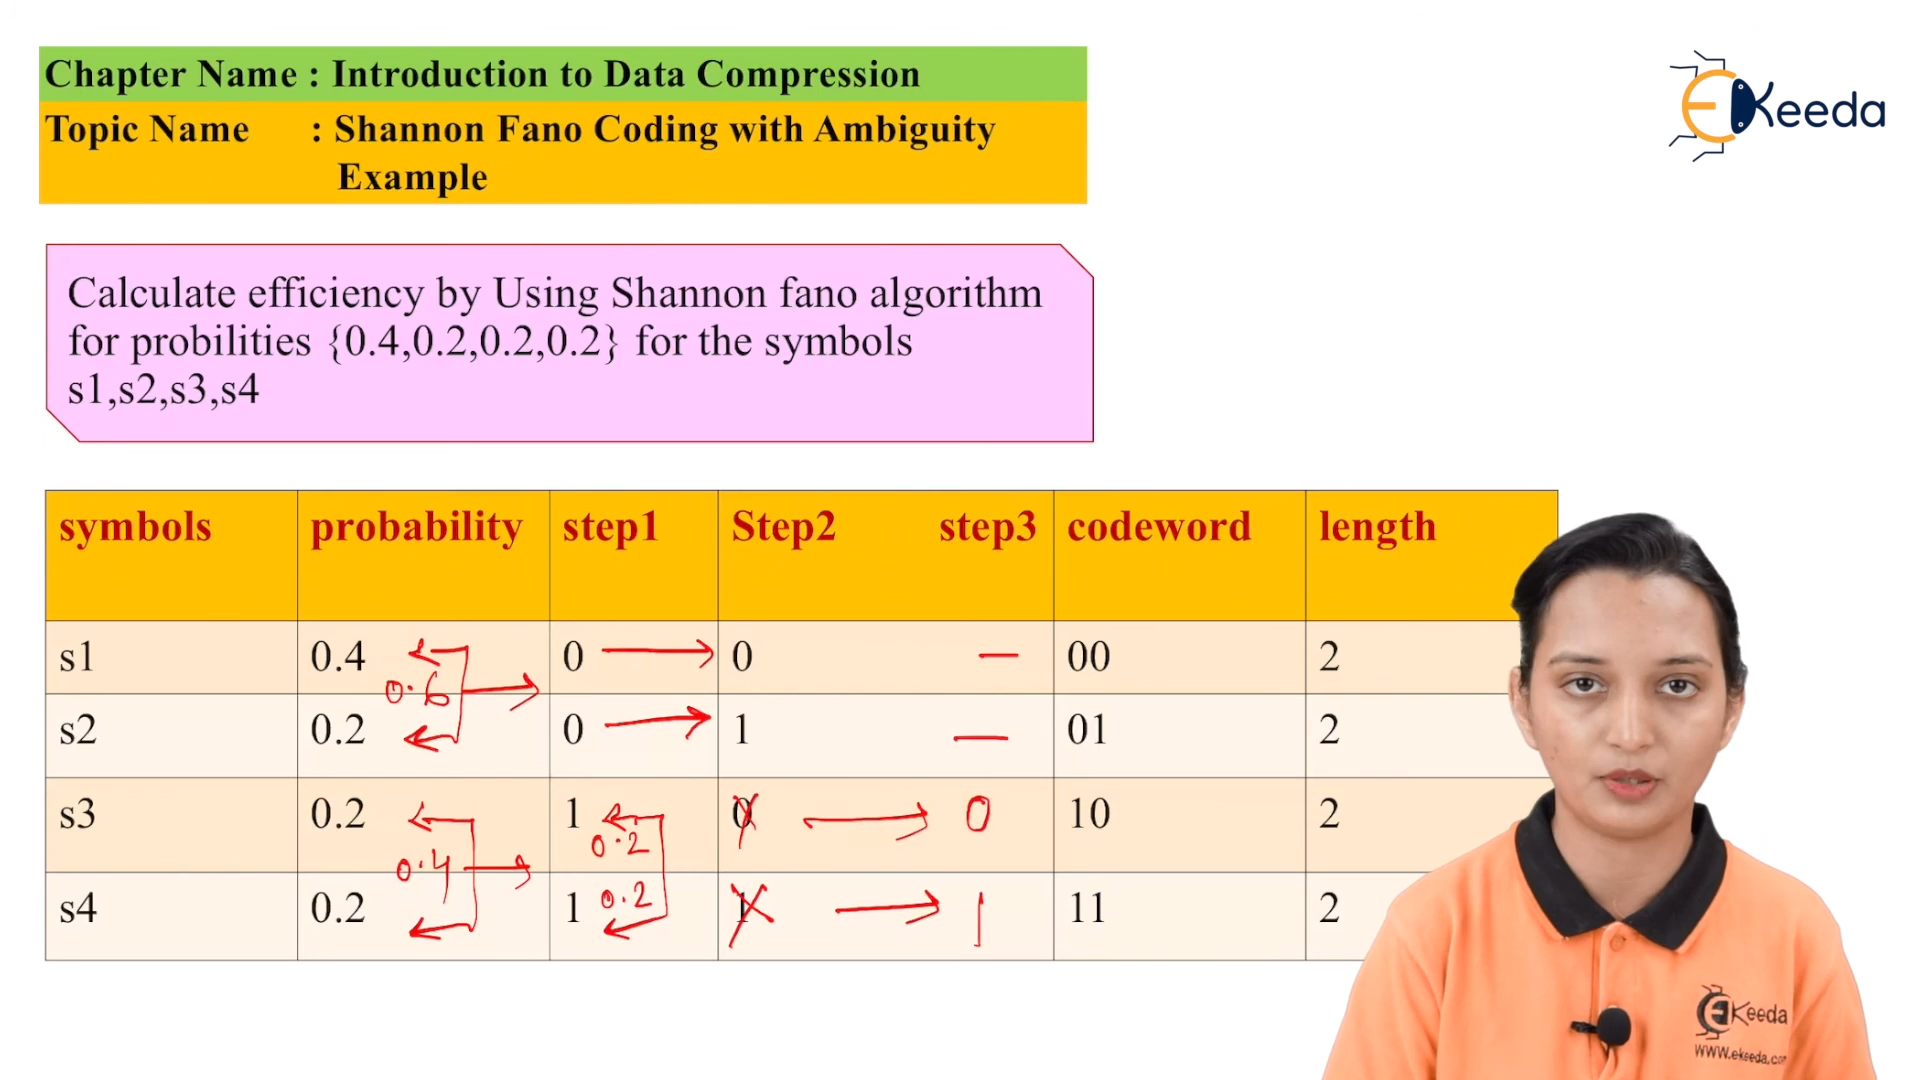 Chapter Name : Introduction to Data Compression
Topic Name : Shannon Fano Coding with Ambiguity
Example
EKeeda
Calculate efficiency by Using Shannon fano algorithm
for probilities {0.4,0.2,0.2,0.2} for the symbols
s1,s2,s3,s4
symbols probability step1 Step2 step3 codeword length
s1 0.4 0 0 — 00 2
0.6
s2 0.2 0 1 — 01 2
s3 0.2 1 0 0 10 2
0.2
0.4
s4 0.2 1 0.2 1 1 11 2
EKeeda
www.ekeeda.com